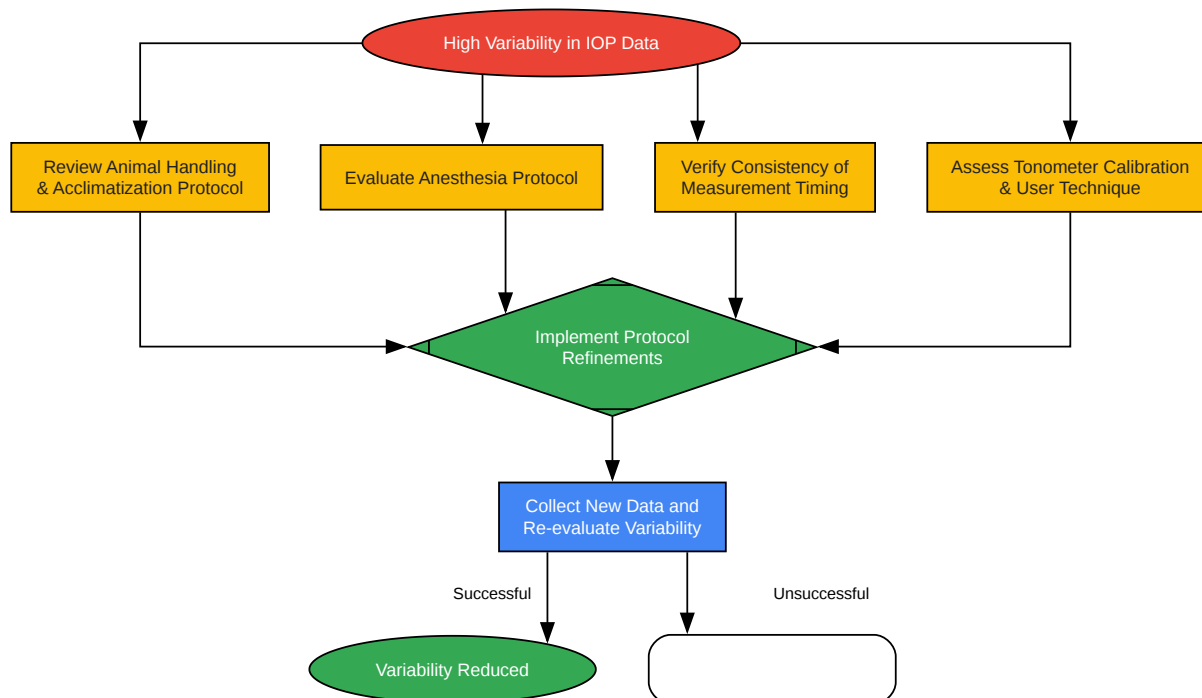 High Variability in IOP Data
Review Animal Handling
& Acclimatization Protocol
Evaluate Anesthesia Protocol
Verify Consistency of
Measurement Timing
Assess Tonometer Calibration
& User Technique
Implement Protocol
Refinements
Collect New Data and
Re-evaluate Variability
Successful
Unsuccessful
Variability Reduced